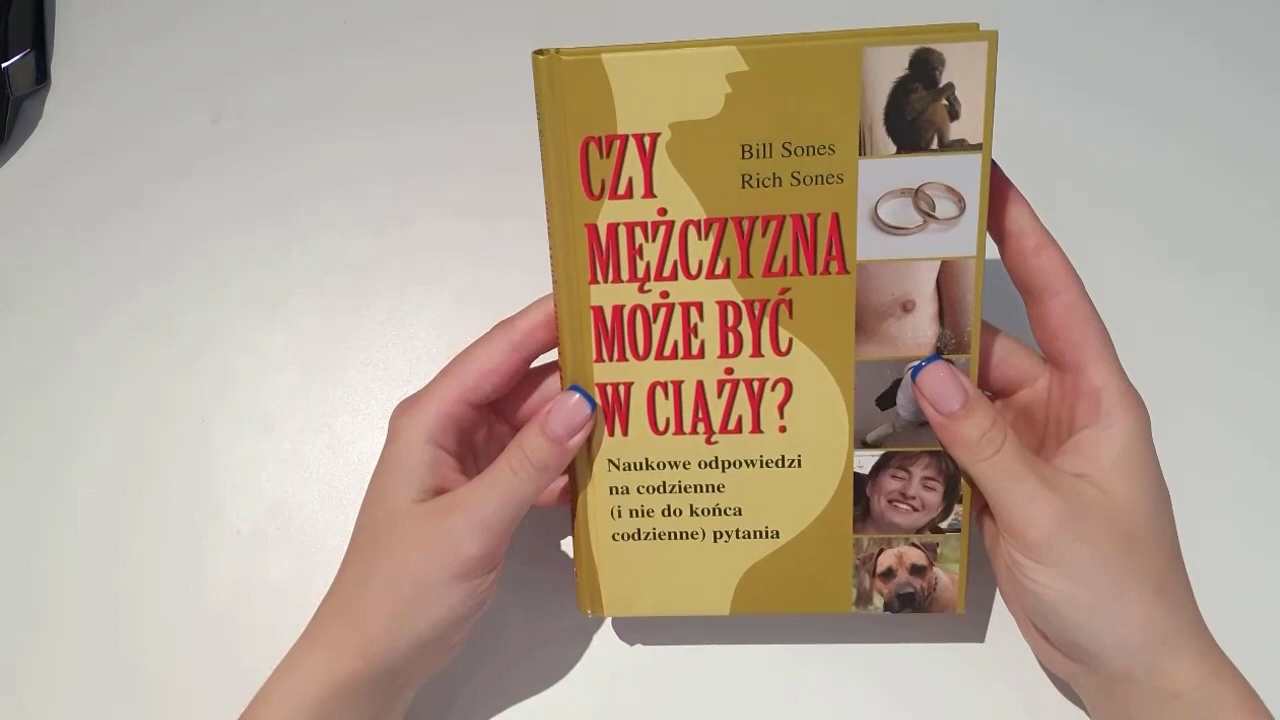 Bill Sones
Rich Sones
CZY
MĘŻCZYZNA
MOŻE BYĆ
W CIĄŻY?
Naukowe odpowiedzi
na codzienne
(i nie do końca
codzienne) pytania